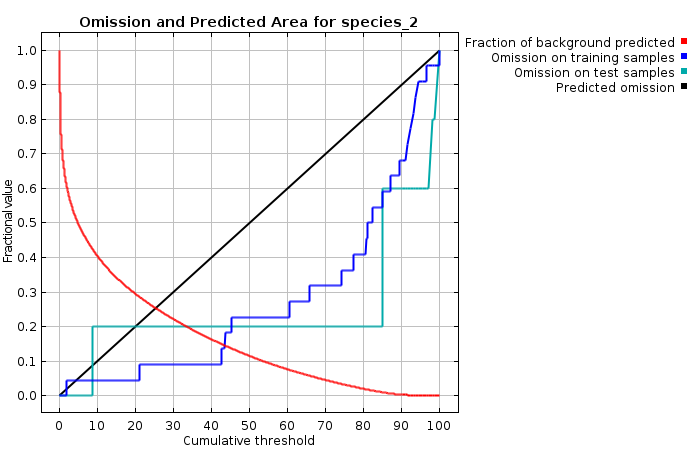 Omission and Predicted Area for species_2
Fraction of background predicted
Omission on training samples
Omission on test samples
Predicted omission
Fractional value
1.0
0.9
0.8
0.7
0.6
0.5
0.4
0.3
0.2
0.1
0.0
0 10 20 30 40 50 60 70 80 90 100
Cumulative threshold